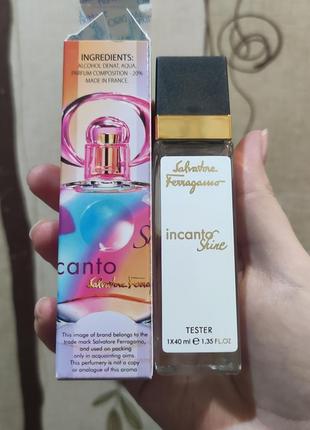 INGREDIENTS:
ALCOHOL DENAT, AQUA,
PARFUM COMPOSITION - 20%
MADE IN FRANCE
canto
Salvatore Ferra
This image of brand belongs to the
trade mark Salvatore Ferragamo,
and used on packing
only in acquainting aims
This perfumery is not a copy
or analogue of this aroma
Salvatore
Ferragamo
incanto
Shine
TESTER
1X40 ml e 1.35 FL.OZ